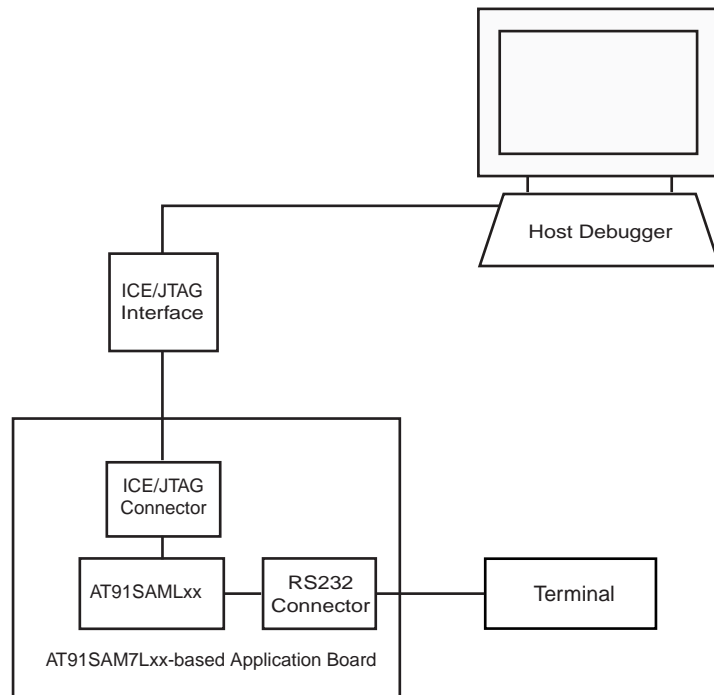 Host Debugger
ICE/JTAG
Interface
ICE/JTAG
Connector
AT91SAMLxx
RS232
Connector
Terminal
AT91SAM7Lxx-based Application Board